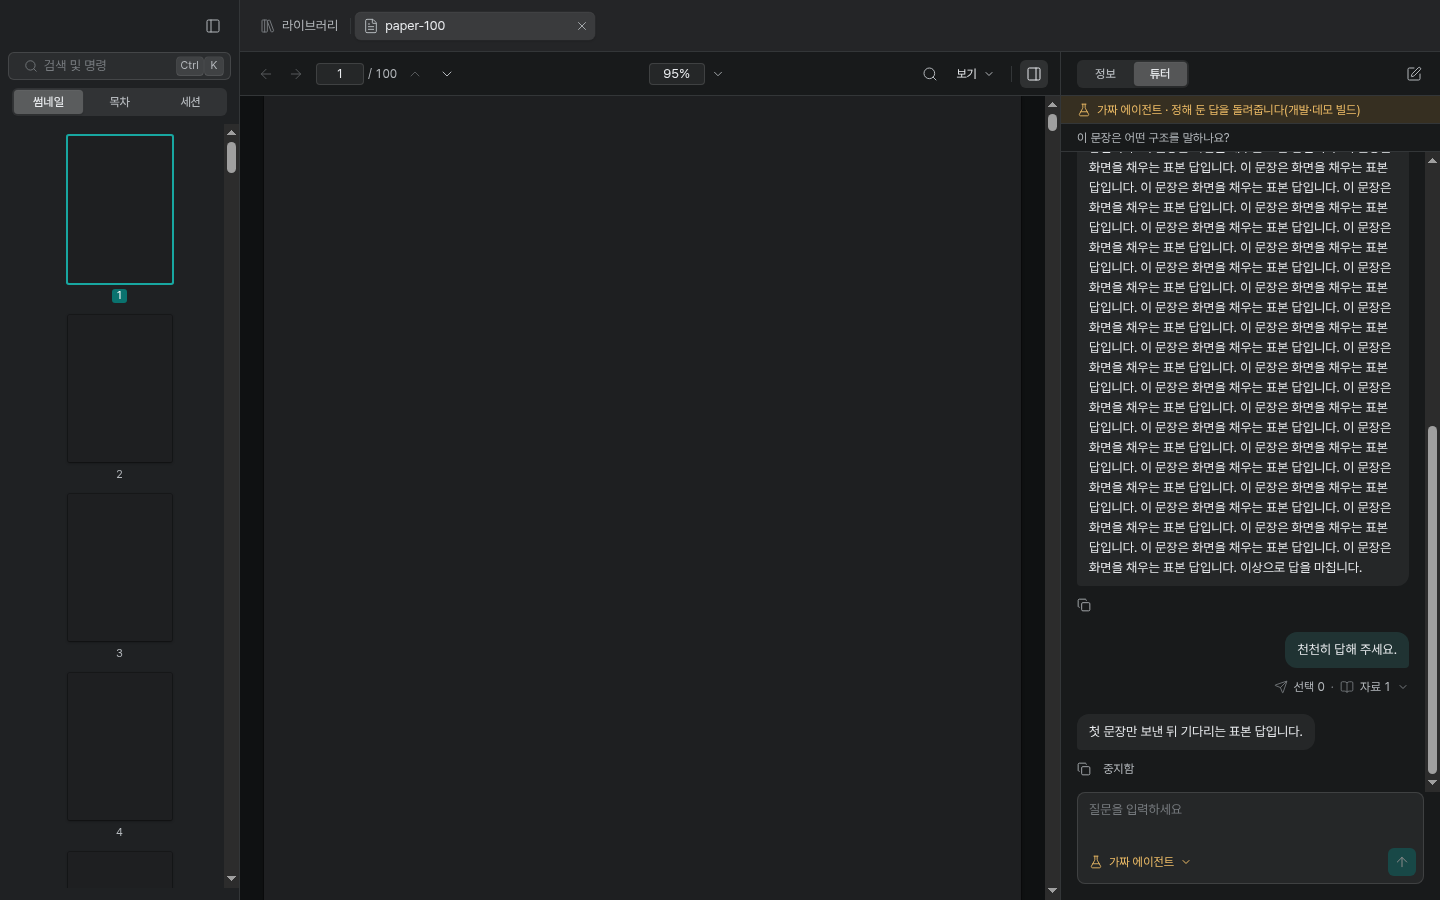 라이브러리
paper-100
검색 및 명령
Ctrl K
썸네일 목차 세션
1
2
3
4
1 / 100
95%
보기
정보 튜터
가짜 에이전트 · 정해 둔 답을 돌려줍니다(개발·데모 빌드)
이 문장은 어떤 구조를 말하나요?
화면을 채우는 표본 답입니다. 이 문장은 화면을 채우는 표본
답입니다. 이 문장은 화면을 채우는 표본 답입니다. 이 문장은
화면을 채우는 표본 답입니다. 이 문장은 화면을 채우는 표본
답입니다. 이 문장은 화면을 채우는 표본 답입니다. 이 문장은
화면을 채우는 표본 답입니다. 이 문장은 화면을 채우는 표본
답입니다. 이 문장은 화면을 채우는 표본 답입니다. 이 문장은
화면을 채우는 표본 답입니다. 이 문장은 화면을 채우는 표본
답입니다. 이 문장은 화면을 채우는 표본 답입니다. 이 문장은
화면을 채우는 표본 답입니다. 이 문장은 화면을 채우는 표본
답입니다. 이 문장은 화면을 채우는 표본 답입니다. 이 문장은
화면을 채우는 표본 답입니다. 이 문장은 화면을 채우는 표본
답입니다. 이 문장은 화면을 채우는 표본 답입니다. 이 문장은
화면을 채우는 표본 답입니다. 이 문장은 화면을 채우는 표본
답입니다. 이 문장은 화면을 채우는 표본 답입니다. 이 문장은
화면을 채우는 표본 답입니다. 이 문장은 화면을 채우는 표본
답입니다. 이 문장은 화면을 채우는 표본 답입니다. 이 문장은
화면을 채우는 표본 답입니다. 이 문장은 화면을 채우는 표본
답입니다. 이 문장은 화면을 채우는 표본 답입니다. 이 문장은
화면을 채우는 표본 답입니다. 이 문장은 화면을 채우는 표본
답입니다. 이 문장은 화면을 채우는 표본 답입니다. 이 문장은
화면을 채우는 표본 답입니다. 이상으로 답을 마칩니다.
천천히 답해 주세요.
선택 0 · 자료 1
첫 문장만 보낸 뒤 기다리는 표본 답입니다.
중지함
질문을 입력하세요
가짜 에이전트